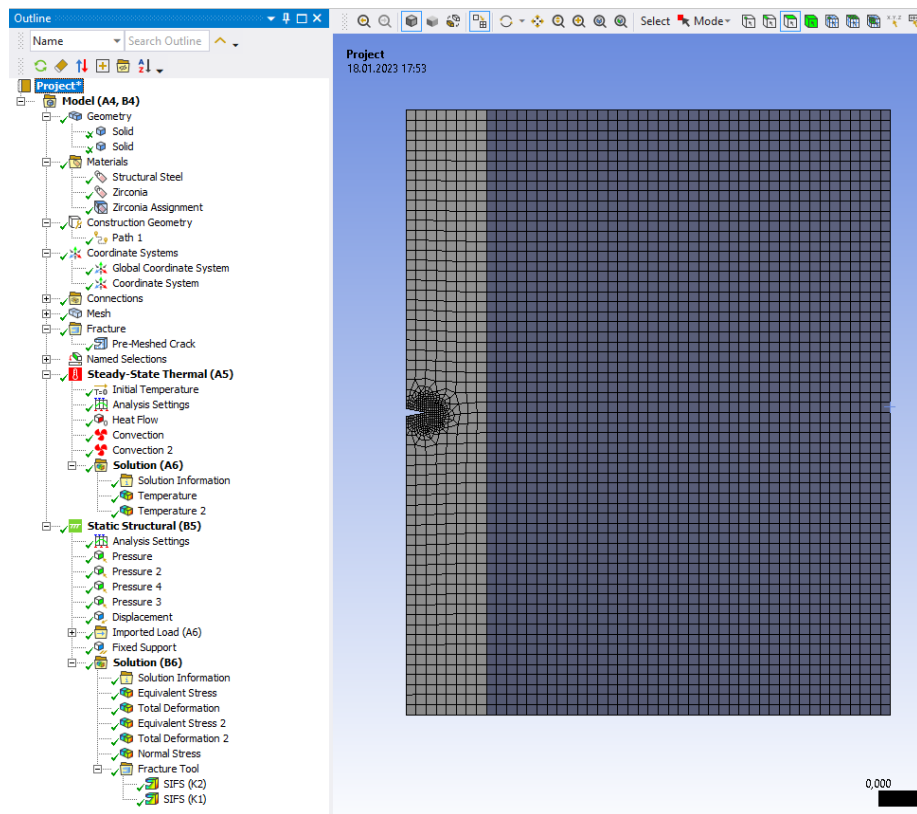 Outline
Name
Search Outline
Select
Mode
Project*
Model (A4, B4)
Geometry
Solid
Solid
Materials
Structural Steel
Zirconia
Zirconia Assignment
Construction Geometry
Path 1
Coordinate Systems
Global Coordinate System
Coordinate System
Connections
Mesh
Fracture
Pre-Meshed Crack
Named Selections
Steady-State Thermal (A5)
T=0 Initial Temperature
Analysis Settings
Heat Flow
Convection
Convection 2
Solution (A6)
Solution Information
Temperature
Temperature 2
Static Structural (B5)
Analysis Settings
Pressure
Pressure 2
Pressure 4
Pressure 3
Displacement
Imported Load (A6)
Fixed Support
Solution (B6)
Solution Information
Equivalent Stress
Total Deformation
Equivalent Stress 2
Total Deformation 2
Normal Stress
Fracture Tool
SIFS (K2)
SIFS (K1)
Project
18.01.2023 17:53
0,000